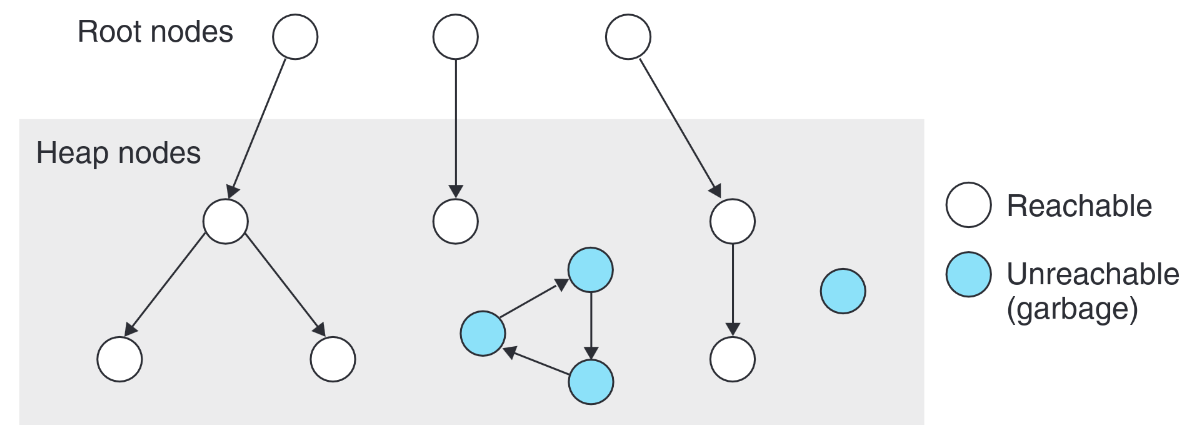 Root nodes
Heap nodes
Reachable
Unreachable
(garbage)